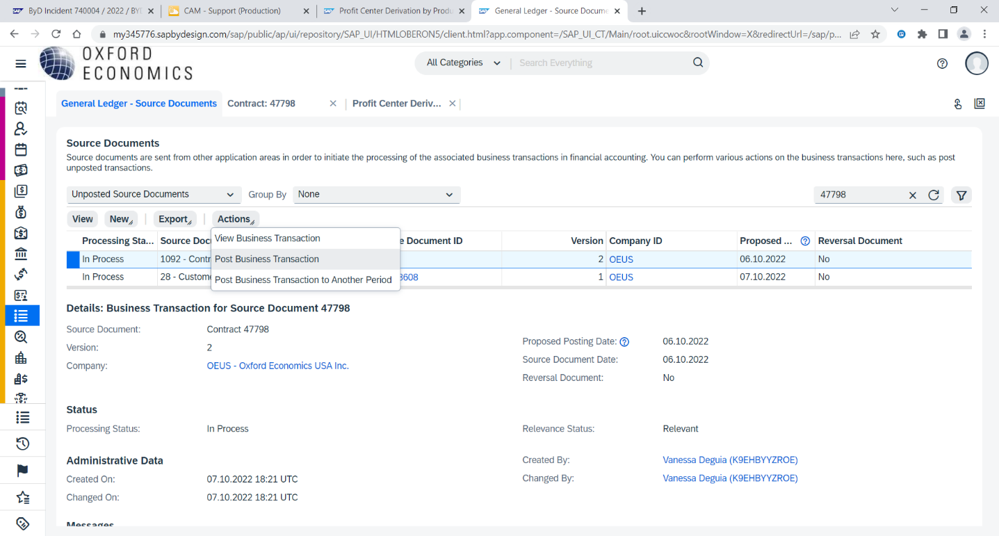 ByD Incident 740004 / 2022 / BYD
CAM - Support (Production)
Profit Center Derivation by Produ
General Ledger - Source Docume
my345776.sapbydesign.com/sap/public/ap/ui/repository/SAP_UI/HTMLOBERON5/client.html?app.component=/SAP_UI_CT/Main/root.uiccwoc&rootWindow=X&redirectUrl=/sap/p...
OXFORD
ECONOMICS
All Categories
Search Everything
General Ledger - Source Documents
Contract: 47798
Profit Center Deriv...
Source Documents
Source documents are sent from other application areas in order to initiate the processing of the associated business transactions in financial accounting. You can perform various actions on the business transactions here, such as post
unposted transactions.
Unposted Source Documents
Group By
None
47798
View
New
Export
Actions
View Business Transaction
Post Business Transaction
Post Business Transaction to Another Period
Processing Sta...
Source Doc
e Document ID
Version
Company ID
Proposed ...
Reversal Document
In Process
1092 - Contr
2
OEUS
06.10.2022
No
In Process
28 - Custome
3608
1
OEUS
07.10.2022
No
Details: Business Transaction for Source Document 47798
Source Document:
Contract 47798
Version:
2
Company:
OEUS - Oxford Economics USA Inc.
Proposed Posting Date:
06.10.2022
Source Document Date:
06.10.2022
Reversal Document:
No
Status
Processing Status:
In Process
Relevance Status:
Relevant
Administrative Data
Created On:
07.10.2022 18:21 UTC
Changed On:
07.10.2022 18:21 UTC
Created By:
Vanessa Deguia (K9EHBYYZROE)
Changed By:
Vanessa Deguia (K9EHBYYZROE)
Messages